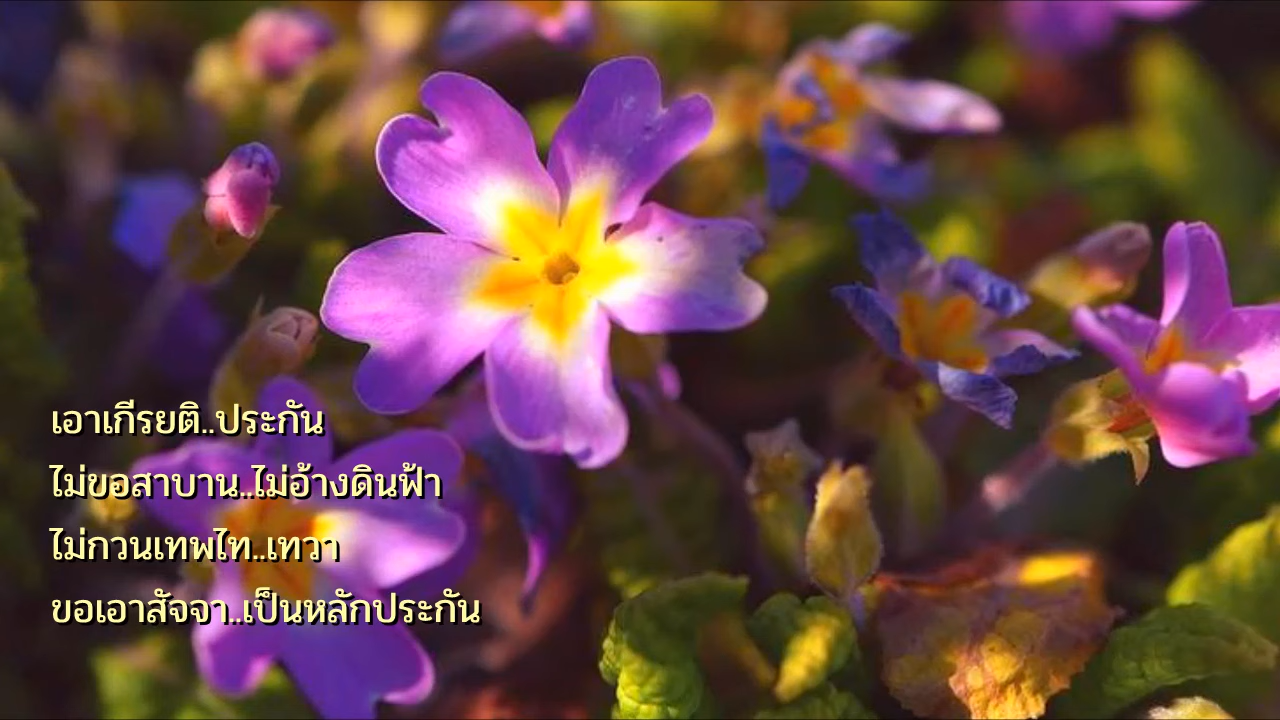 เอาเกีรยติ..ประกัน
ไม่ขอสาบาน..ไม่อ้างดินฟ้า
ไม่กวนเทพไท..เทวา
ขอเอาสัจจา..เป็นหลักประกัน